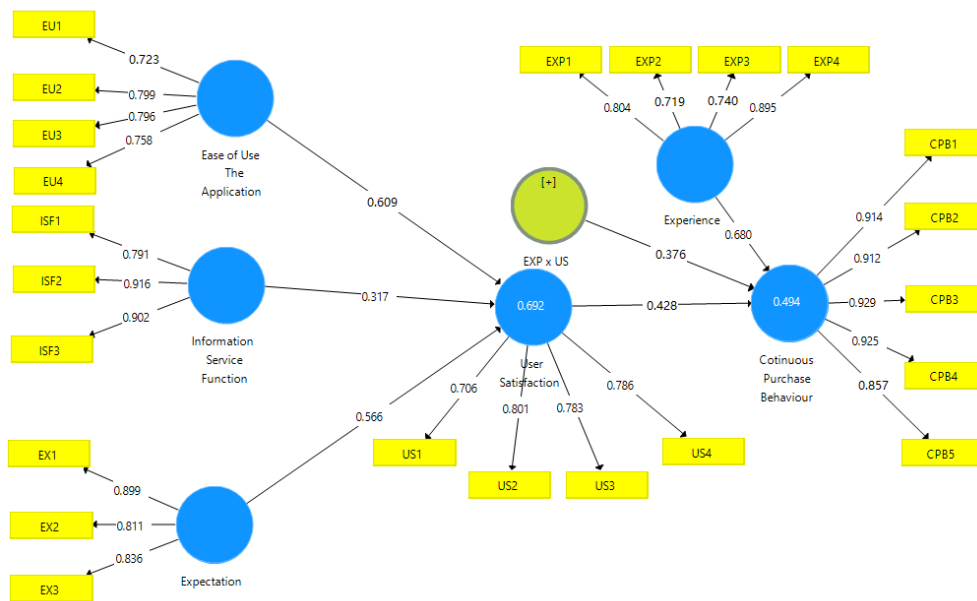 EU1
0.723
EU2
0.799
EU3
0.796
0.758
EU4
Ease of Use
The
Application
0.609
ISF1
0.791
ISF2
0.916
0.902
ISF3
Information
Service
Function
0.317
EX1
0.899
EX2
0.811
0.836
EX3
Expectation
0.566
EXP1
EXP2
EXP3
EXP4
0.804
0.719
0.740
0.895
Experience
0.680
[+]
EXP x US
0.376
0.692
User
Satisfaction
0.428
0.706
0.801
0.783
0.786
US1
US2
US3
US4
0.494
Cotinuous
Purchase
Behaviour
CPB1
0.914
CPB2
0.912
CPB3
0.929
0.925
CPB4
0.857
CPB5